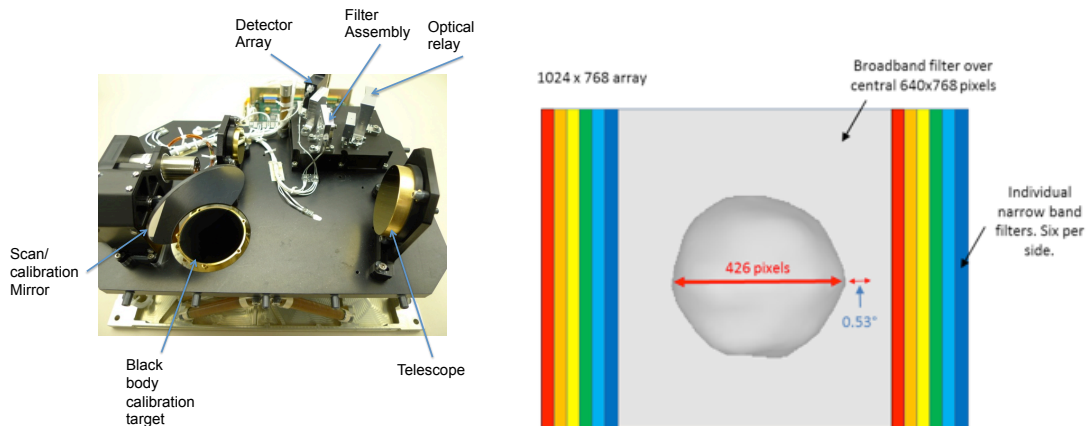 Detector
Array
Filter
Assembly
Optical
relay
Scan/
calibration
Mirror
Black
body
calibration
target
Telescope
1024 x 768 array
Broadband filter over
central 640x768 pixels
Individual
narrow band
filters. Six per
side.
426 pixels
0.53°